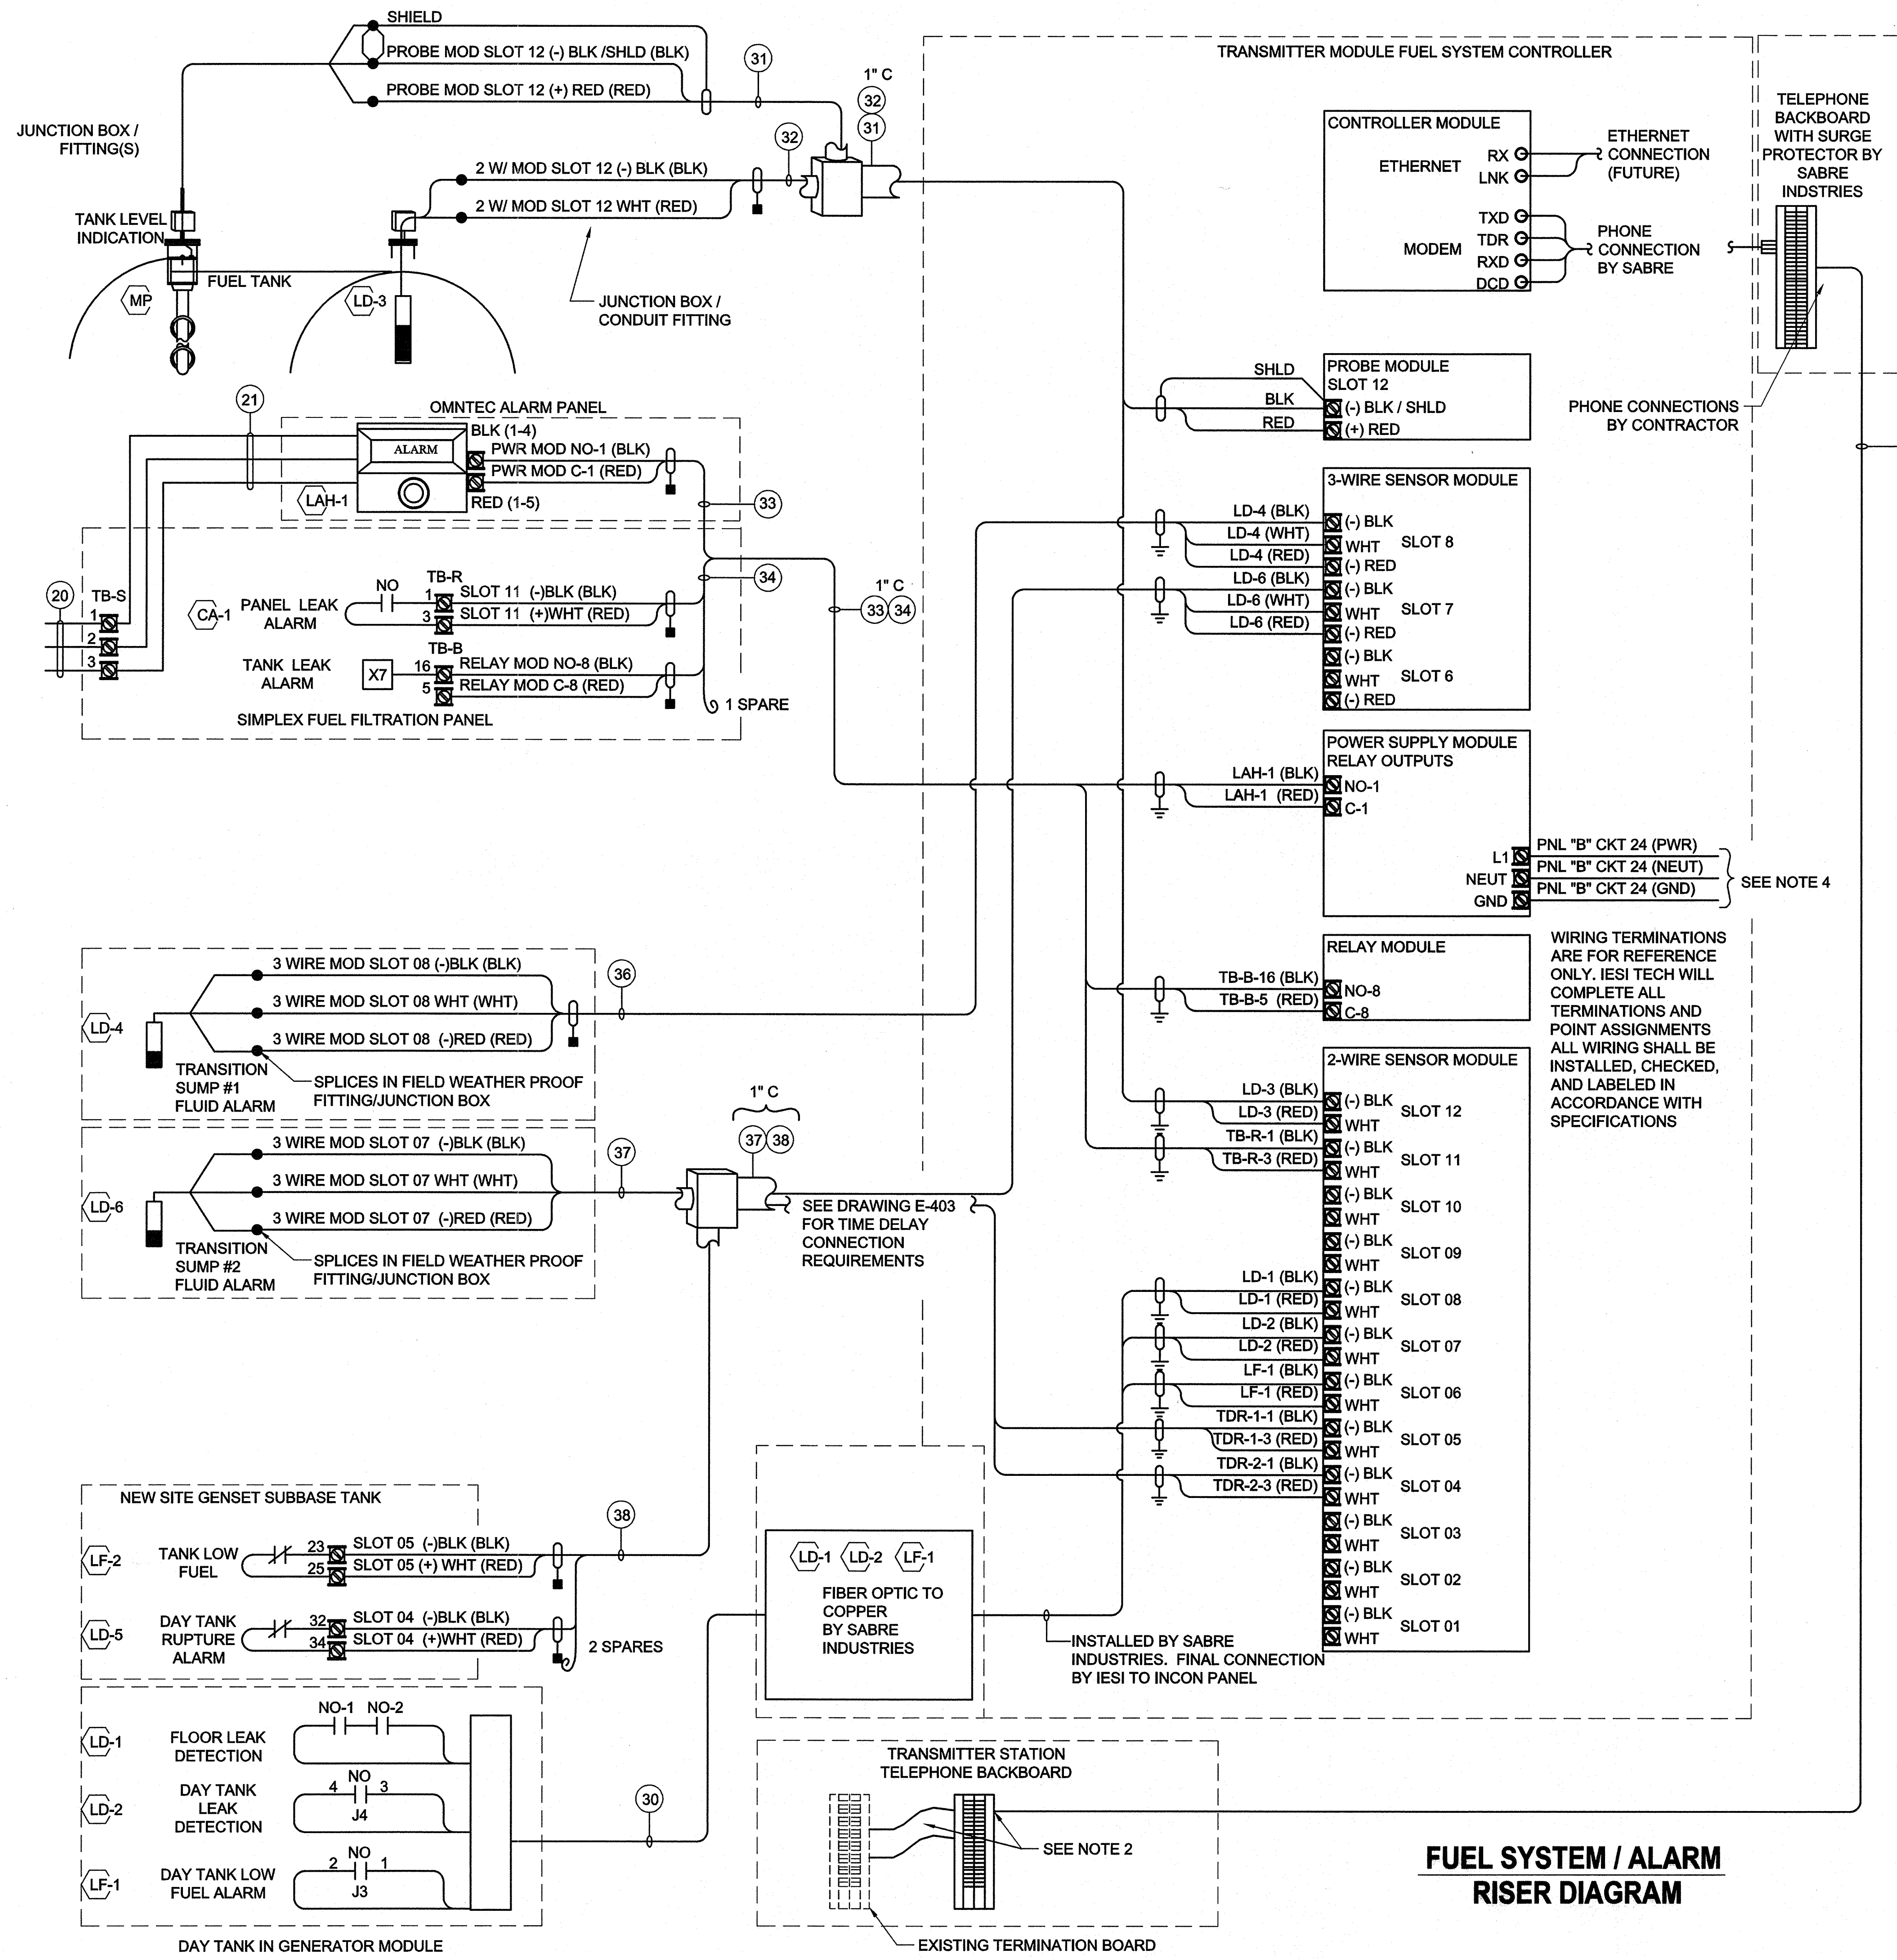 SHIELD
PROBE MOD SLOT 12 (-) BLK /SHLD (BLK)
PROBE MOD SLOT 12 (+) RED (RED)
31
JUNCTION BOX /
FITTING(S)
1" C
32
31
32
2 W/ MOD SLOT 12 (-) BLK (BLK)
2 W/ MOD SLOT 12 WHT (RED)
TANK LEVEL
INDICATION
FUEL TANK
MP
LD-3
JUNCTION BOX /
CONDUIT FITTING
TRANSMITTER MODULE FUEL SYSTEM CONTROLLER
CONTROLLER MODULE
ETHERNET
RX
LNK
ETHERNET
CONNECTION
(FUTURE)
MODEM
TXD
TDR
RXD
DCD
PHONE
CONNECTION
BY SABRE
TELEPHONE
BACKBOARD
WITH SURGE
PROTECTOR BY
SABRE
INDSTRIES
PHONE CONNECTIONS
BY CONTRACTOR
SHLD
BLK
RED
PROBE MODULE
SLOT 12
(-) BLK / SHLD
(+) RED
21
OMNTEC ALARM PANEL
ALARM
BLK (1-4)
PWR MOD NO-1 (BLK)
PWR MOD C-1 (RED)
RED (1-5)
LAH-1
33
34
1" C
33 34
20
TB-S
1
2
3
CA-1
PANEL LEAK
ALARM
NO
TB-R
1
3
SLOT 11 (-)BLK (BLK)
SLOT 11 (+)WHT (RED)
TANK LEAK
ALARM
X7
TB-B
16
5
RELAY MOD NO-8 (BLK)
RELAY MOD C-8 (RED)
1 SPARE
SIMPLEX FUEL FILTRATION PANEL
3-WIRE SENSOR MODULE
LD-4 (BLK)
LD-4 (WHT)
LD-4 (RED)
(-) BLK
WHT SLOT 8
(-) RED
LD-6 (BLK)
LD-6 (WHT)
LD-6 (RED)
(-) BLK
WHT SLOT 7
(-) RED
(-) BLK
WHT SLOT 6
(-) RED
POWER SUPPLY MODULE
RELAY OUTPUTS
LAH-1 (BLK)
LAH-1 (RED)
NO-1
C-1
L1
NEUT
GND
PNL "B" CKT 24 (PWR)
PNL "B" CKT 24 (NEUT)
PNL "B" CKT 24 (GND)
SEE NOTE 4
RELAY MODULE
TB-B-16 (BLK)
TB-B-5 (RED)
NO-8
C-8
WIRING TERMINATIONS
ARE FOR REFERENCE
ONLY. IESI TECH WILL
COMPLETE ALL
TERMINATIONS AND
POINT ASSIGNMENTS
ALL WIRING SHALL BE
INSTALLED, CHECKED,
AND LABELED IN
ACCORDANCE WITH
SPECIFICATIONS
LD-4
3 WIRE MOD SLOT 08 (-)BLK (BLK)
3 WIRE MOD SLOT 08 WHT (WHT)
3 WIRE MOD SLOT 08 (-)RED (RED)
36
TRANSITION
SUMP #1
FLUID ALARM
SPLICES IN FIELD WEATHER PROOF
FITTING/JUNCTION BOX
LD-6
3 WIRE MOD SLOT 07 (-)BLK (BLK)
3 WIRE MOD SLOT 07 WHT (WHT)
3 WIRE MOD SLOT 07 (-)RED (RED)
37
TRANSITION
SUMP #2
FLUID ALARM
SPLICES IN FIELD WEATHER PROOF
FITTING/JUNCTION BOX
1" C
37 38
SEE DRAWING E-403
FOR TIME DELAY
CONNECTION
REQUIREMENTS
2-WIRE SENSOR MODULE
LD-3 (BLK)
LD-3 (RED)
(-) BLK
SLOT 12
WHT
TB-R-1 (BLK)
TB-R-3 (RED)
(-) BLK
SLOT 11
WHT
(-) BLK
SLOT 10
WHT
(-) BLK
SLOT 09
WHT
LD-1 (BLK)
LD-1 (RED)
(-) BLK
SLOT 08
WHT
LD-2 (BLK)
LD-2 (RED)
(-) BLK
SLOT 07
WHT
LF-1 (BLK)
LF-1 (RED)
(-) BLK
SLOT 06
WHT
TDR-1-1 (BLK)
TDR-1-3 (RED)
(-) BLK
SLOT 05
WHT
TDR-2-1 (BLK)
TDR-2-3 (RED)
(-) BLK
SLOT 04
WHT
(-) BLK
SLOT 03
WHT
(-) BLK
SLOT 02
WHT
(-) BLK
SLOT 01
WHT
NEW SITE GENSET SUBBASE TANK
LF-2
TANK LOW
FUEL
23
25
SLOT 05 (-)BLK (BLK)
SLOT 05 (+) WHT (RED)
38
LD-5
DAY TANK
RUPTURE
ALARM
32
34
SLOT 04 (-)BLK (BLK)
SLOT 04 (+)WHT (RED)
2 SPARES
LD-1 LD-2 LF-1
FIBER OPTIC TO
COPPER
BY SABRE
INDUSTRIES
INSTALLED BY SABRE
INDUSTRIES. FINAL CONNECTION
BY IESI TO INCON PANEL
LD-1
FLOOR LEAK
DETECTION
NO-1 NO-2
LD-2
DAY TANK
LEAK
DETECTION
NO
4 3
J4
LF-1
DAY TANK LOW
FUEL ALARM
NO
2 1
J3
30
DAY TANK IN GENERATOR MODULE
TRANSMITTER STATION
TELEPHONE BACKBOARD
SEE NOTE 2
EXISTING TERMINATION BOARD
FUEL SYSTEM / ALARM
RISER DIAGRAM